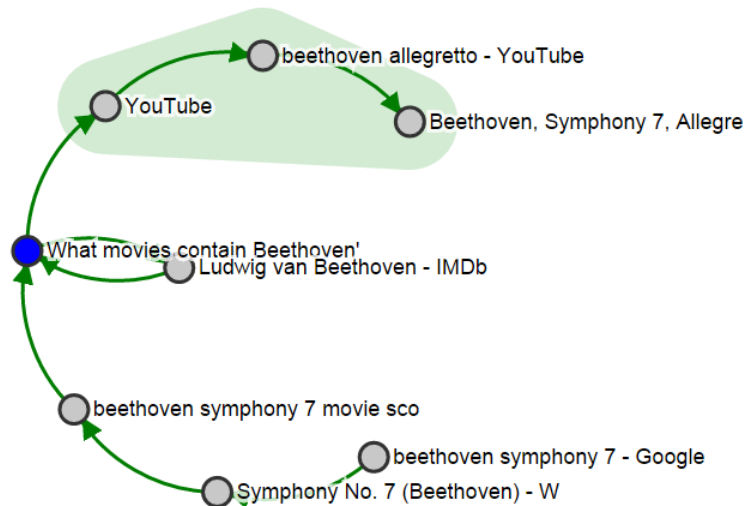 beethoven allegretto - YouTube
YouTube
Beethoven, Symphony 7, Allegre
What movies contain Beethoven'
Ludwig van Beethoven - IMDb
beethoven symphony 7 movie sco
beethoven symphony 7 - Google
Symphony No. 7 (Beethoven) - W